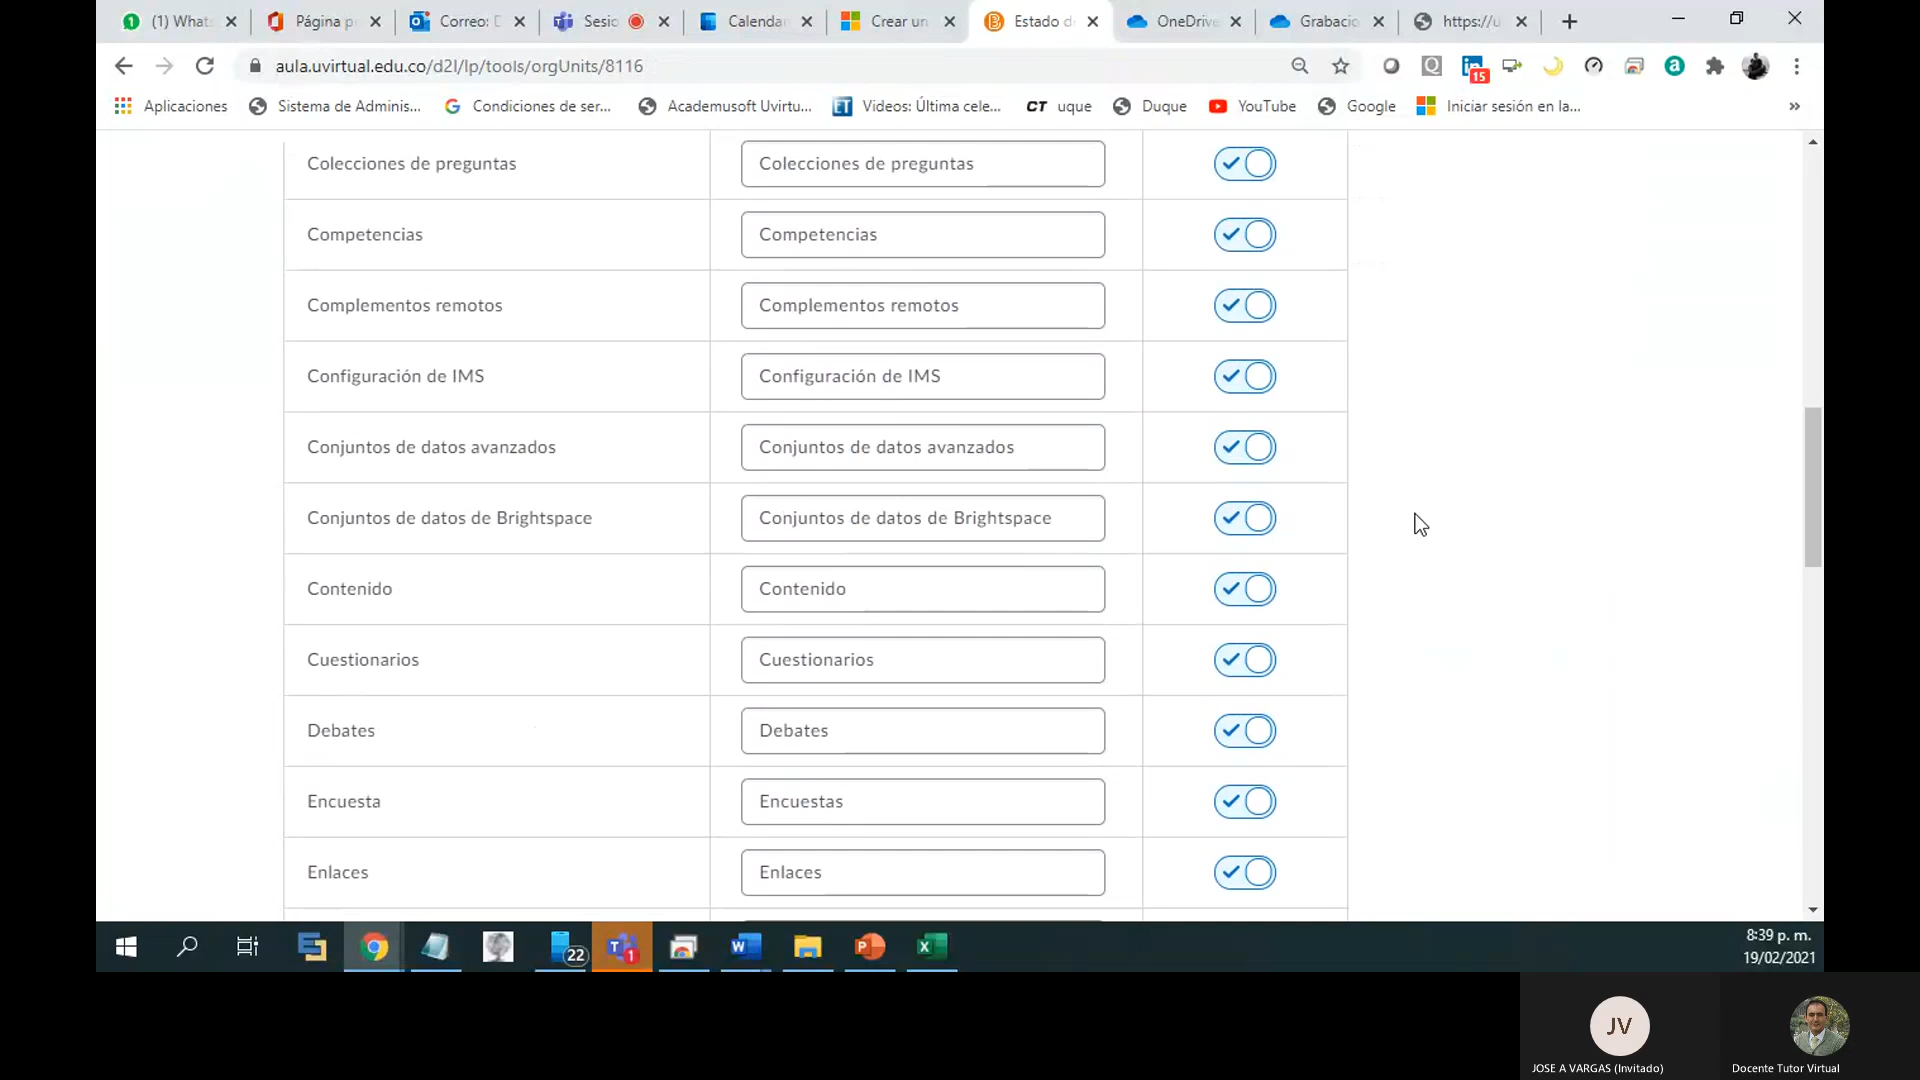 (1) Whats
Página p
Correo: D
Sesio
Calenda
Crear un
Estado d
OneDrive
Grabacio
https://u
aula.uvirtual.edu.co/d2l/lp/tools/orgUnits/8116
15
Aplicaciones
Sistema de Adminis...
Condiciones de ser...
Academusoft Uvirtu...
ET Videos: Última cele...
CT uque
Duque
YouTube
Google
Iniciar sesión en la...
»
Colecciones de preguntas Colecciones de preguntas
Competencias Competencias
Complementos remotos Complementos remotos
Configuración de IMS Configuración de IMS
Conjuntos de datos avanzados Conjuntos de datos avanzados
Conjuntos de datos de Brightspace Conjuntos de datos de Brightspace
Contenido Contenido
Cuestionarios Cuestionarios
Debates Debates
Encuesta Encuestas
Enlaces Enlaces
22
1
8:39 p. m.
19/02/2021
JV
JOSE A VARGAS (Invitado)
Docente Tutor Virtual